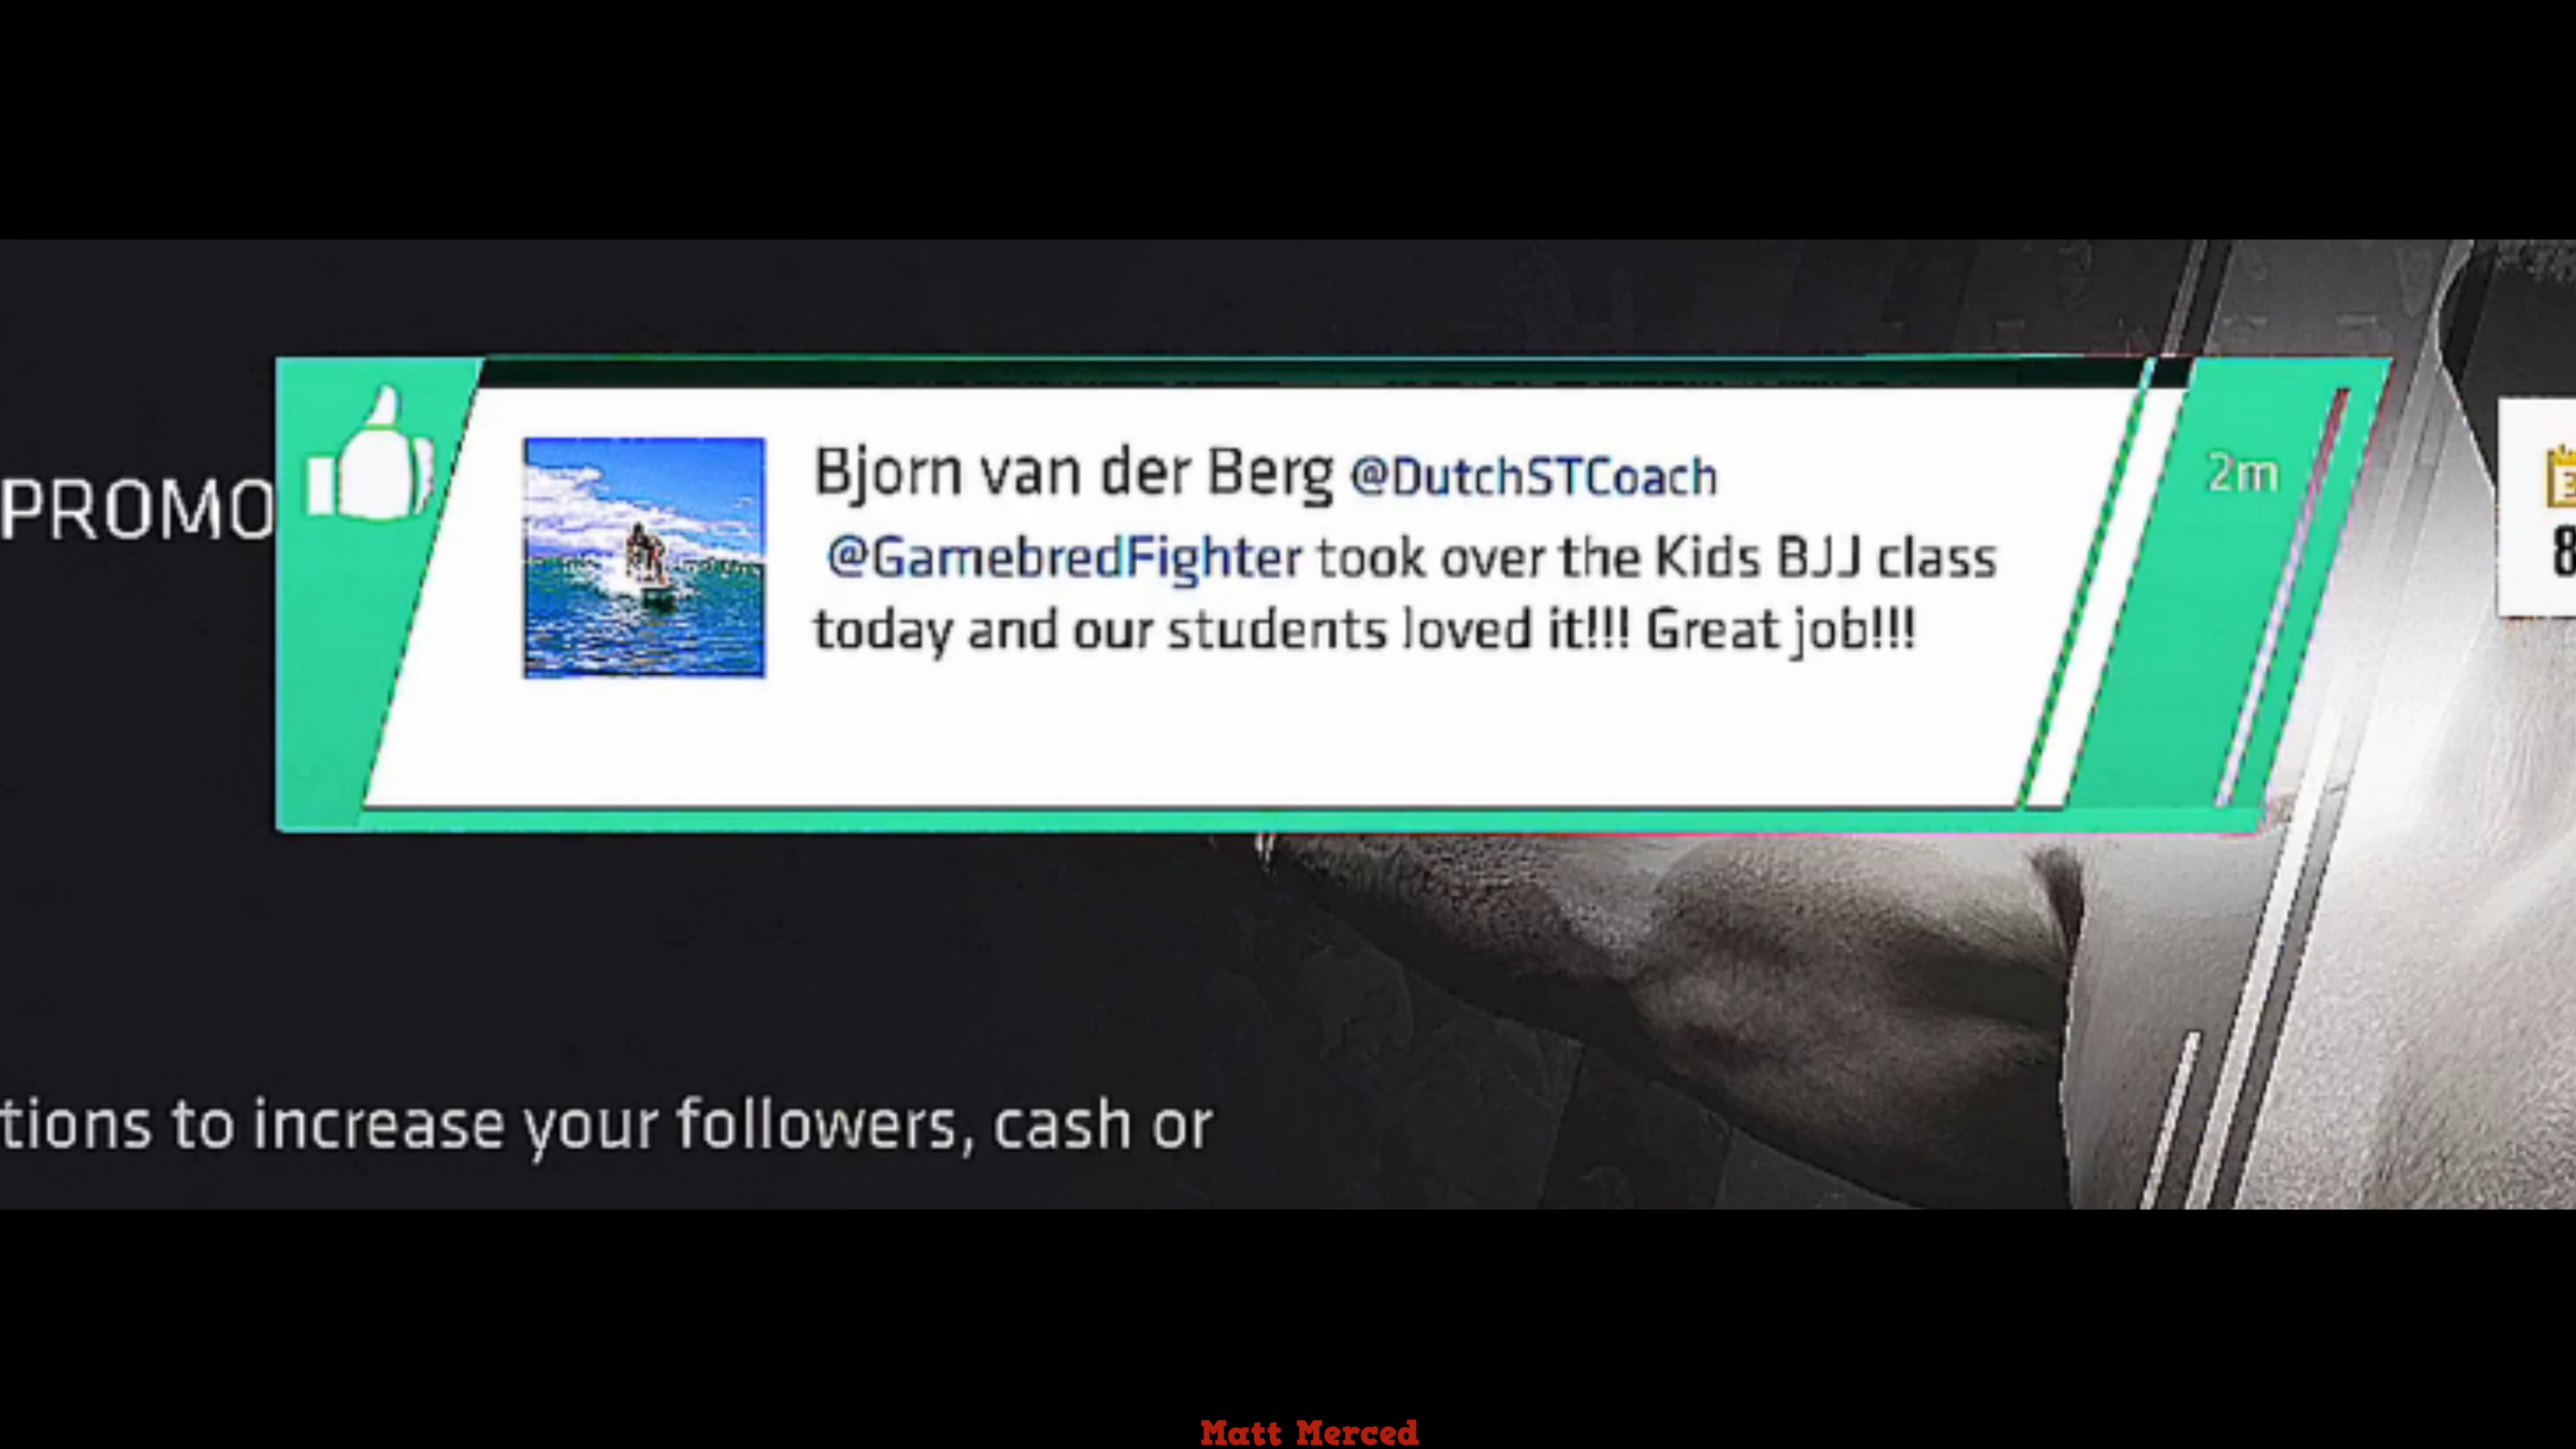 PROMO
Bjorn van der Berg @DutchSTCoach
2m
@GamebredFighter took over the Kids BJJ class
today and our students loved it!!! Great job!!!
8
tions to increase your followers, cash or
Matt Merced